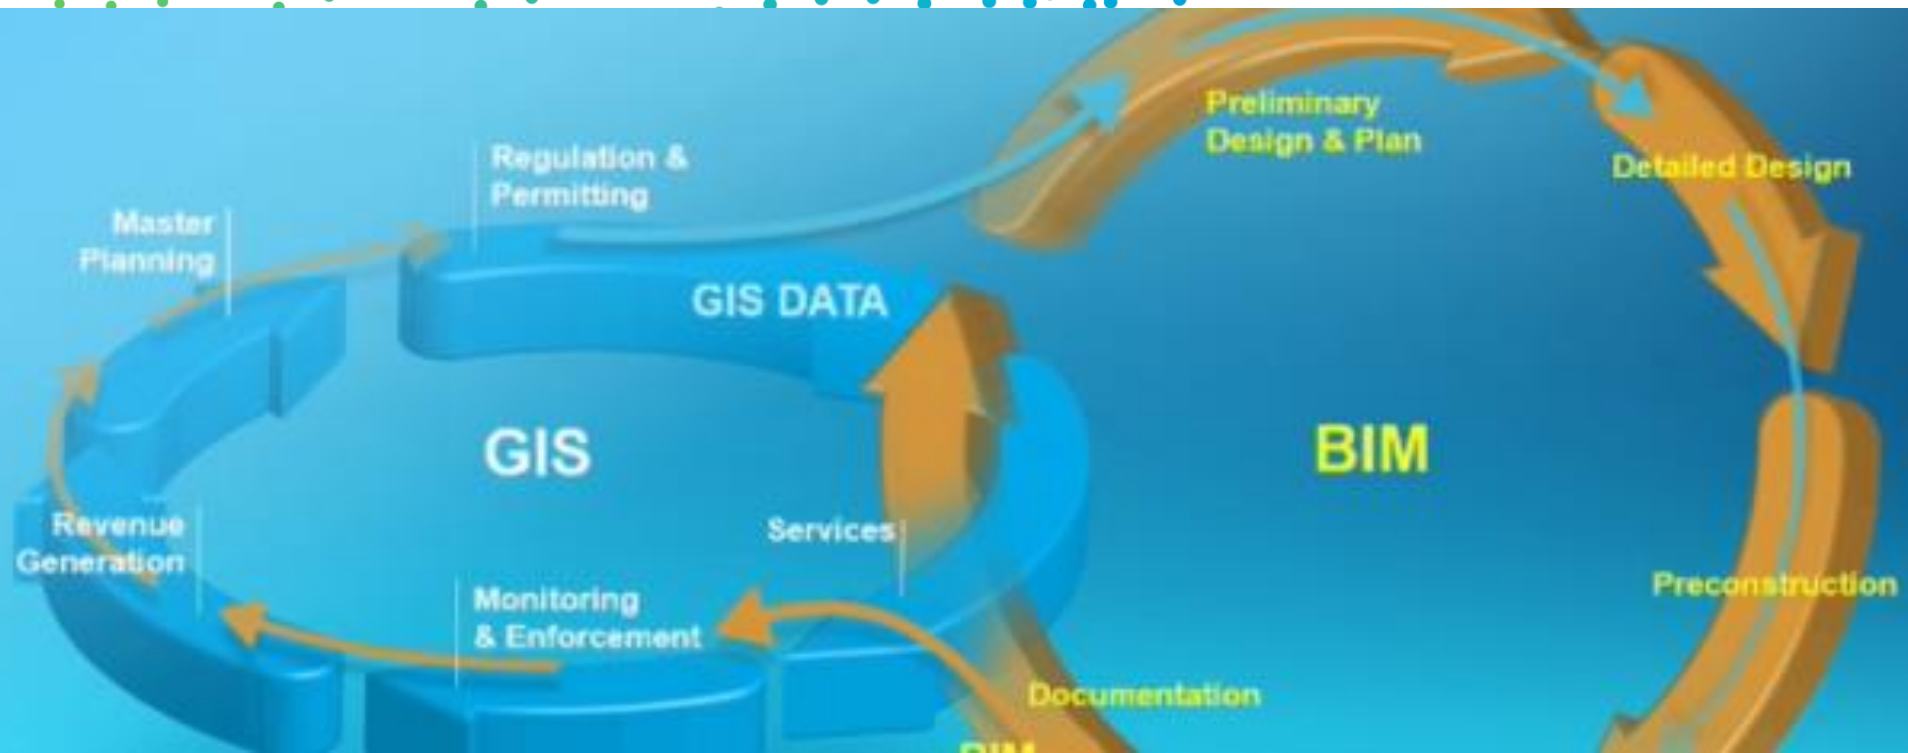 Preliminary
Design & Plan
Regulation &
Permitting
Detailed Design
Master
Planning
GIS DATA
GIS
BIM
Revenue
Generation
Services
Preconstruction
Monitoring
& Enforcement
Documentation
BIM